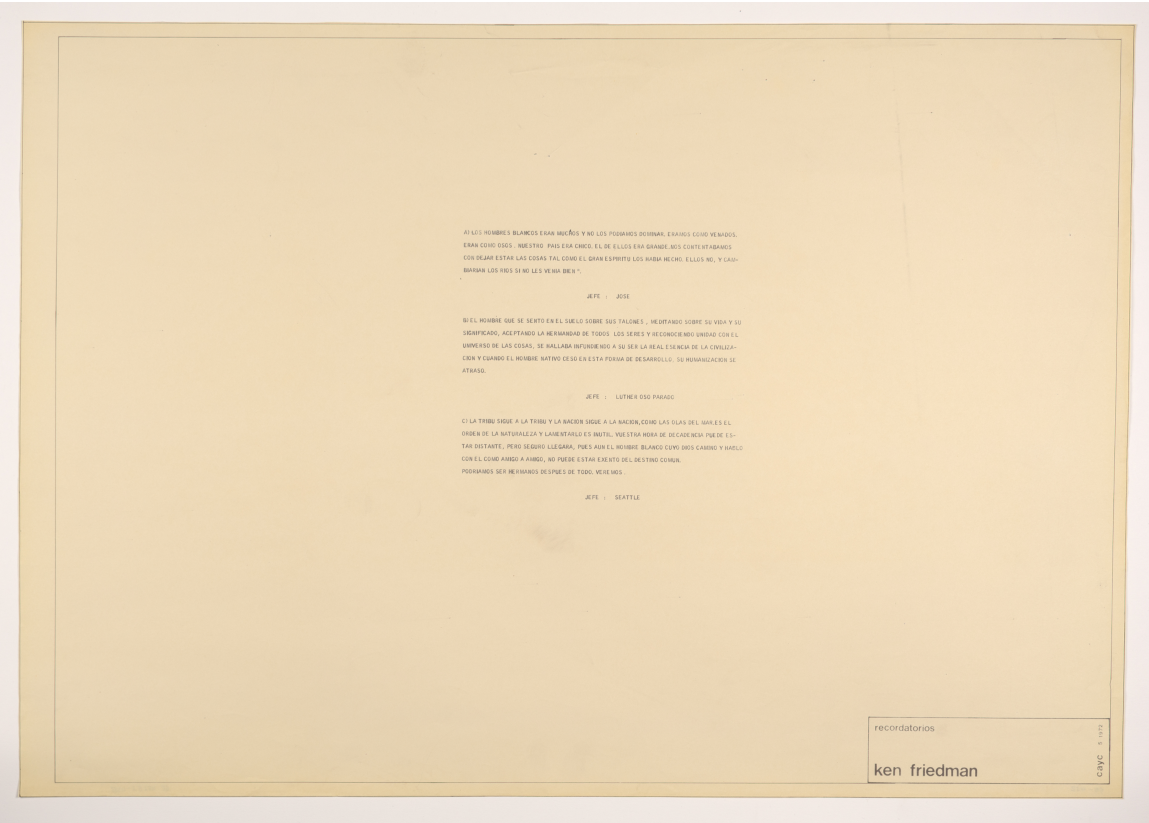 A) LOS HOMBRES BLANCOS ERAN MUCHOS Y NO LOS PODIAMOS DOMINAR. ERAMOS COMO VENADOS.
ERAN COMO OSOS. NUESTRO PAIS ERA CHICO. EL DE ELLOS ERA GRANDE. NOS CONTENTABAMOS
CON DEJAR ESTAR LAS COSAS TAL COMO EL GRAN ESPIRITU LOS HABIA HECHO. ELLOS NO, Y CAM-
BIARIAN LOS RIOS SI NO LES VENIA BIEN".
JEFE : JOSE
B) EL HOMBRE QUE SE SENTO EN EL SUELO SOBRE SUS TALONES, MEDITANDO SOBRE SU VIDA Y SU
SIGNIFICADO, ACEPTANDO LA HERMANDAD DE TODOS LOS SERES Y RECONOCIENDO UNIDAD CON EL
UNIVERSO DE LAS COSAS, SE HALLABA INFUNDIENDO A SU SER LA REAL ESENCIA DE LA CIVILIZA-
CION Y CUANDO EL HOMBRE NATIVO CESO EN ESTA FORMA DE DESARROLLO, SU HUMANIZACION SE
ATRASO.
JEFE : LUTHER OSO PARADO
C) LA TRIBU SIGUE A LA TRIBU Y LA NACION SIGUE A LA NACION, COMO LAS OLAS DEL MAR. ES EL
ORDEN DE LA NATURALEZA Y LAMENTARLO ES INUTIL. VUESTRA HORA DE DECADENCIA PUEDE ES-
TAR DISTANTE, PERO SEGURO LLEGARA, PUES AUN EL HOMBRE BLANCO CUYO DIOS CAMINO Y HABLO
CON EL COMO AMIGO A AMIGO, NO PUEDE ESTAR EXENTO DEL DESTINO COMUN.
PODRIAMOS SER HERMANOS DESPUES DE TODO. VEREMOS.
JEFE : SEATTLE
recordatorios
ken friedman
cayc